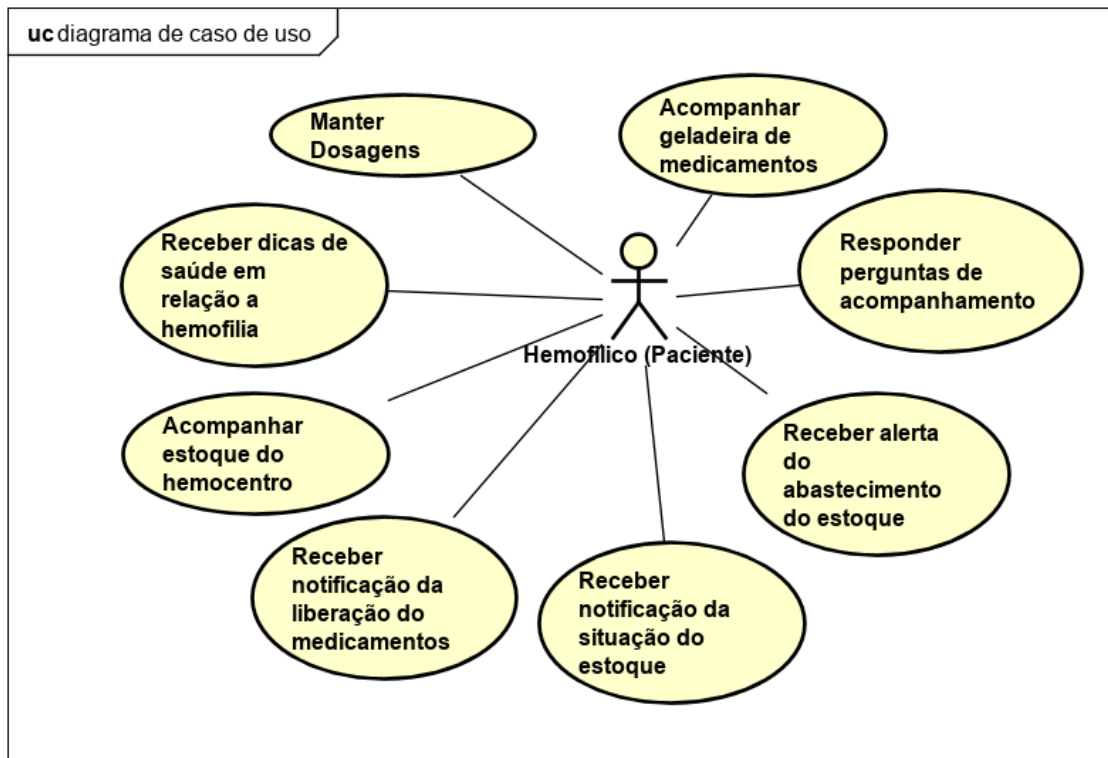 uc diagrama de caso de uso
Manter
Dosagens
Acompanhar
geladeira de
medicamentos
Receber dicas de
saúde em
relação a
hemofilia
Responder
perguntas de
acompanhamento
Hemofílico (Paciente)
Acompanhar
estoque do
hemocentro
Receber alerta
do
abastecimento
do estoque
Receber
notificação da
liberação do
medicamentos
Receber
notificação da
situação do
estoque